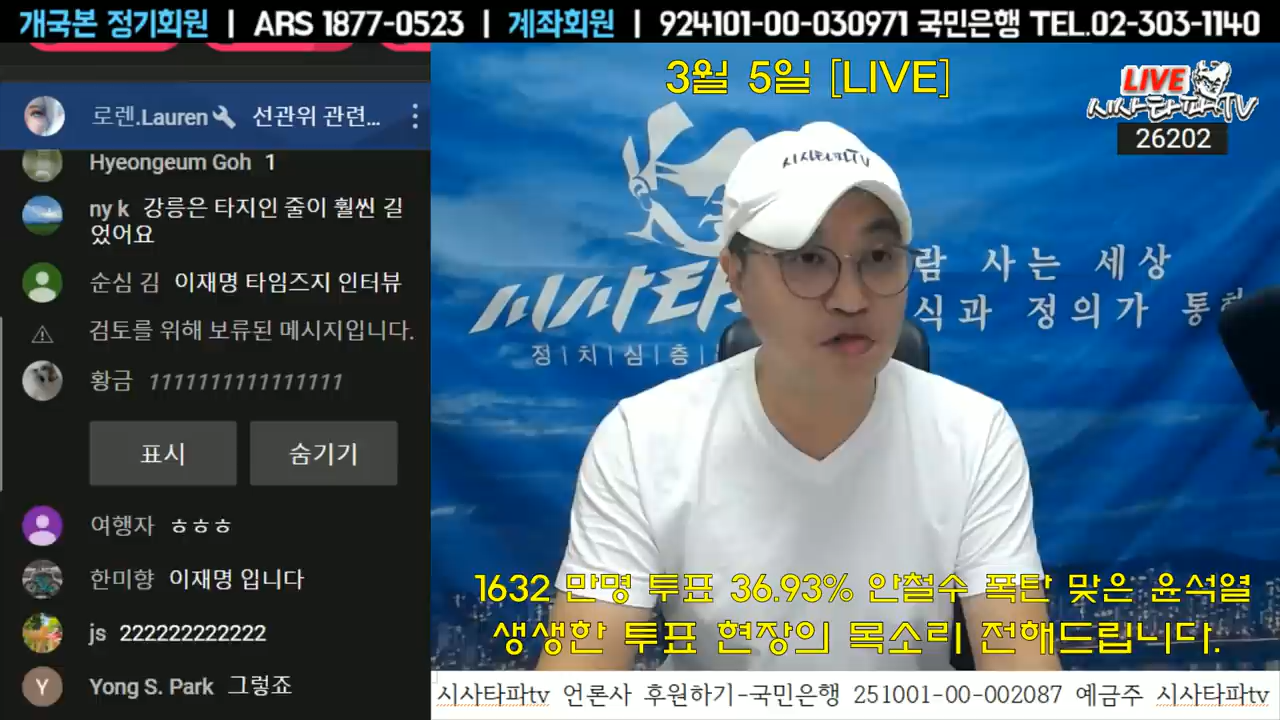 개국본 정기회원 | ARS 1877-0523 | 계좌회원 | 924101-00-030971 국민은행 TEL.02-303-1140
로렌.Lauren 선관위 관련...
Hyeongeum Goh 1
ny k 강릉은 타지인 줄이 훨씬 길
었어요
순심 김 이재명 타임즈지 인터뷰
검토를 위해 보류된 메시지입니다.
황금 11111111111111111
표시 숨기기
여행자 ㅎㅎㅎ
한미향 이재명 입니다
js 222222222222
Y Yong S. Park 그렇죠
3월 5일 [LIVE]
LIVE
시사타파TV
26202
시사타파TV
시사타
람 사는 세상
식과 정의가 통
정|치|심|층
1632 만명 투표 36.93% 안철수 폭탄 맞은 윤석열
생생한 투표 현장의 목소리 전해드립니다.
시사타파tv 언론사 후원하기-국민은행 251001-00-002087 예금주 시사타파tv